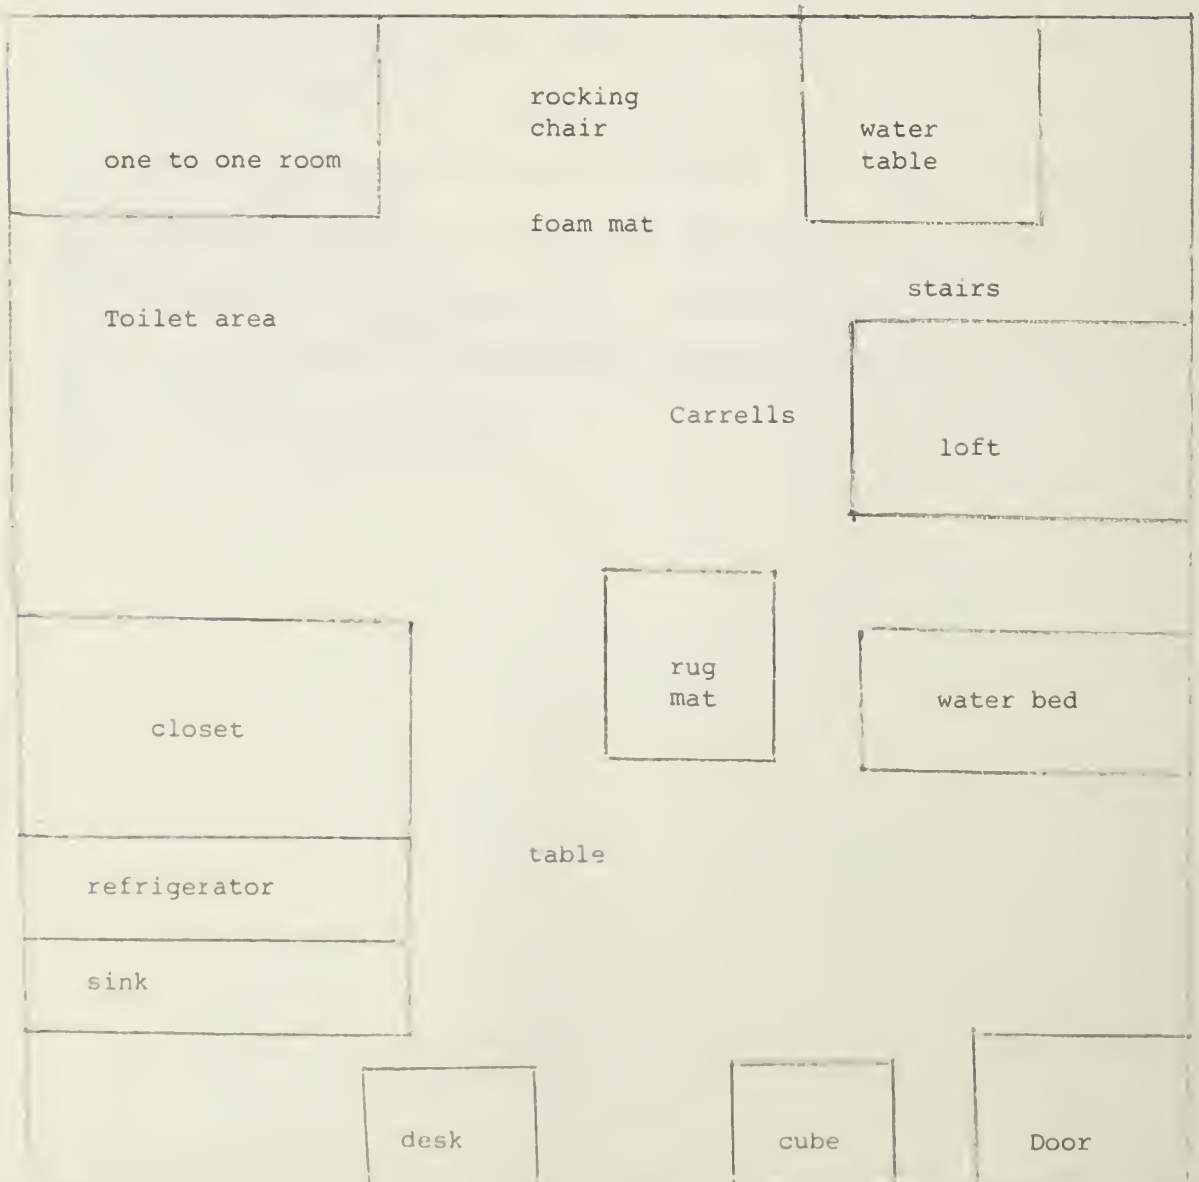 rocking
chair
water
table
one to one room
foam mat
stairs
Toilet area
Carrells
loft
rug
mat
water bed
closet
table
refrigerator
sink
desk
cube
Door